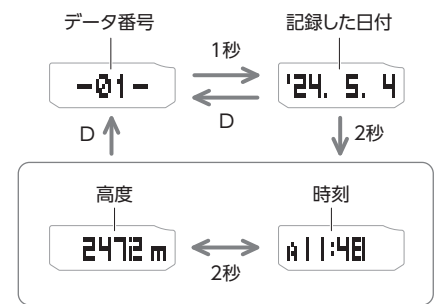 データ番号
記録した日付
1秒
-01-
'24. 5. 4
D
D
2秒
高度
時刻
2472 m
A11:48
2秒